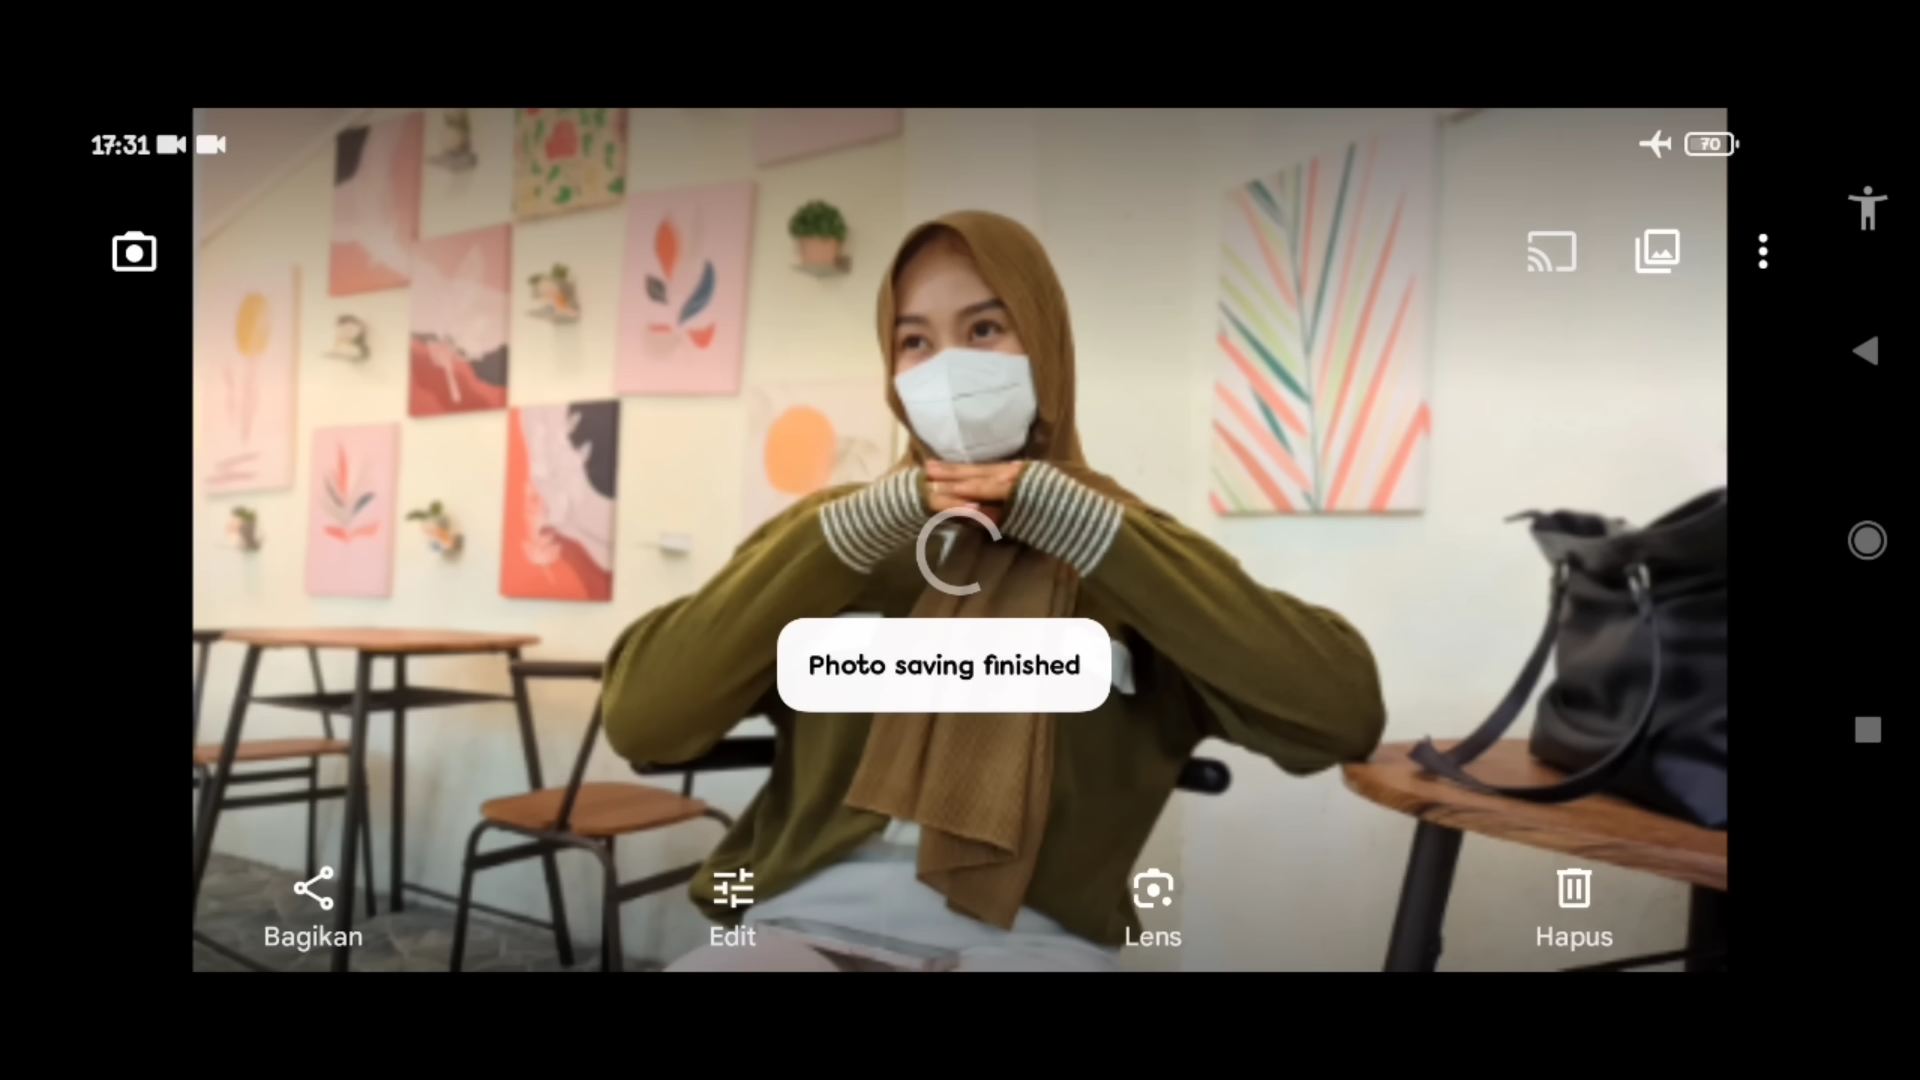 17:31
70
Photo saving finished
Bagikan
Edit
Lens
Hapus